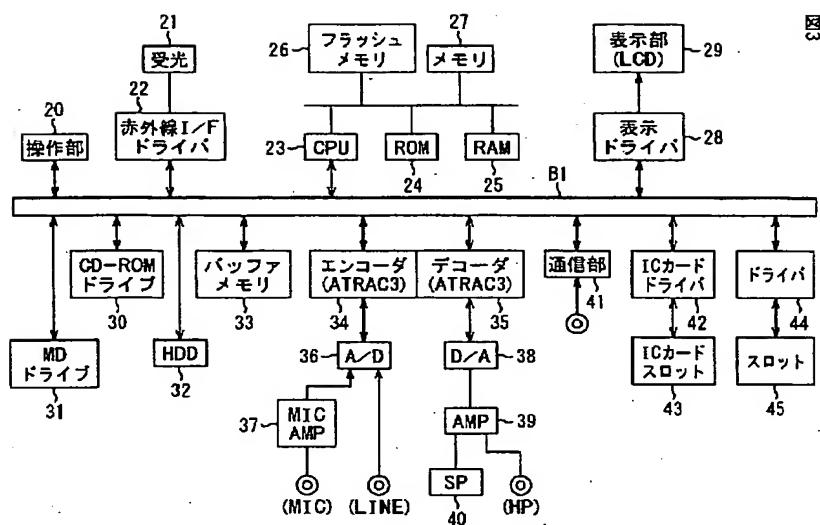 図3
21
受光
22
赤外線I/F
ドライバ
20
操作部
26
フラッシュ
メモリ
27
メモリ
23
CPU
ROM
24
RAM
25
表示部
(LCD)
29
表示
ドライバ
28
B1
CD-ROM
ドライブ
30
MD
ドライブ
31
HDD
32
バッファ
メモリ
33
エンコーダ
(ATRAC3)
34
デコーダ
(ATRAC3)
35
36
A/D
37
MIC
AMP
(MIC)
(LINE)
D/A
38
AMP
39
SP
40
(HP)
通信部
41
ICカード
ドライバ
42
ICカード
スロット
43
ドライバ
44
スロット
45